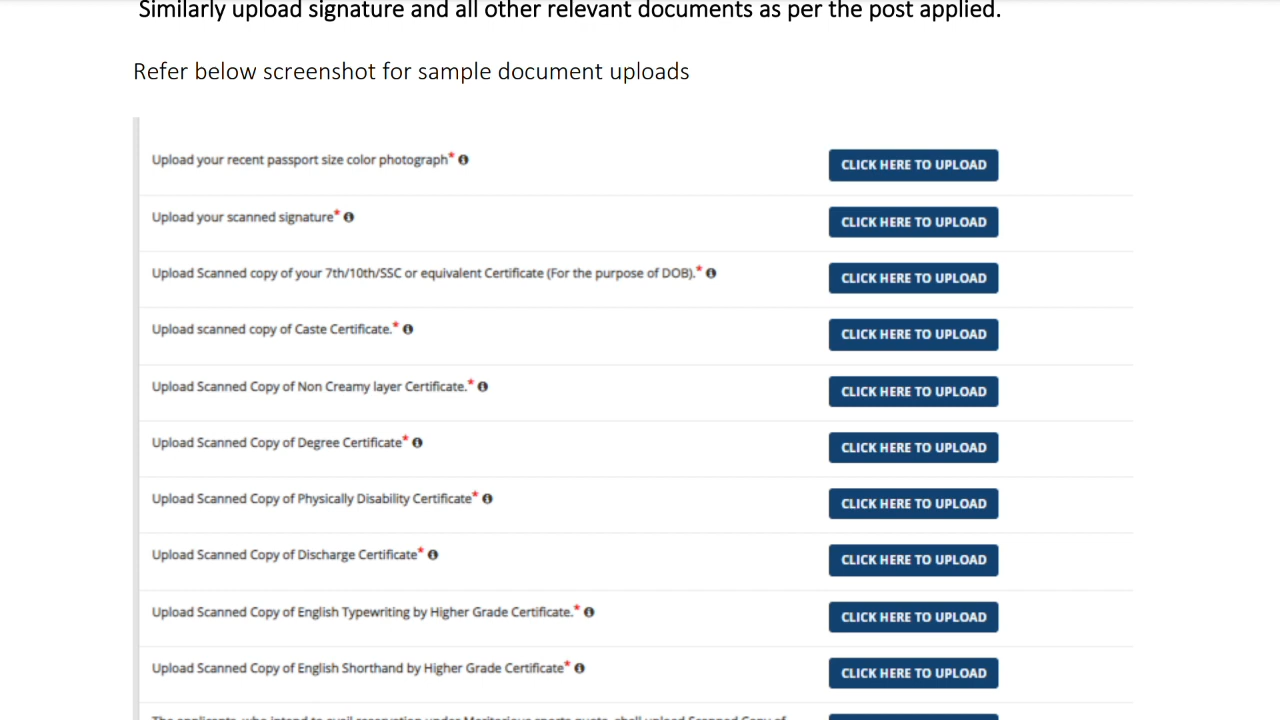 Similarly upload signature and all other relevant documents as per the post applied.
Refer below screenshot for sample document uploads
Upload your recent passport size color photograph*
CLICK HERE TO UPLOAD
Upload your scanned signature*
CLICK HERE TO UPLOAD
Upload Scanned copy of your 7th/10th/SSC or equivalent Certificate (For the purpose of DOB).*
CLICK HERE TO UPLOAD
Upload scanned copy of Caste Certificate.*
CLICK HERE TO UPLOAD
Upload Scanned Copy of Non Creamy layer Certificate.*
CLICK HERE TO UPLOAD
Upload Scanned Copy of Degree Certificate*
CLICK HERE TO UPLOAD
Upload Scanned Copy of Physically Disability Certificate*
CLICK HERE TO UPLOAD
Upload Scanned Copy of Discharge Certificate*
CLICK HERE TO UPLOAD
Upload Scanned Copy of English Typewriting by Higher Grade Certificate.*
CLICK HERE TO UPLOAD
Upload Scanned Copy of English Shorthand by Higher Grade Certificate*
CLICK HERE TO UPLOAD